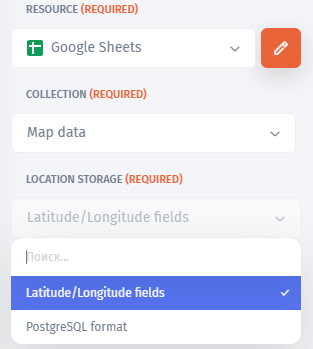 RESOURCE (REQUIRED)
Google Sheets
COLLECTION (REQUIRED)
Map data
LOCATION STORAGE (REQUIRED)
Latitude/Longitude fields
Поиск...
Latitude/Longitude fields
PostgreSQL format